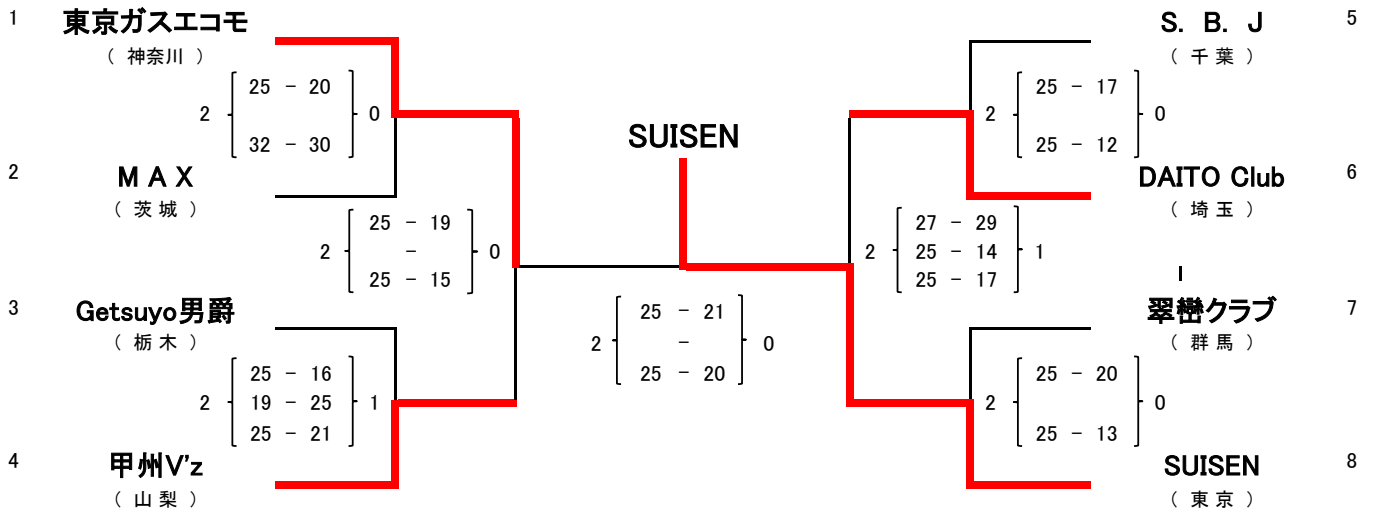 1 東京ガスエコモ
( 神奈川 )
2 25 - 20 0
32 - 30
2 M A X
( 茨 城 )
2 25 - 19 0
-
25 - 15
3 Getsuyo男爵
( 栃 木 )
2 25 - 16 1
19 - 25
25 - 21
4 甲州V'z
( 山 梨 )
SUISEN
2 25 - 21 0
-
25 - 20
S. B. J 5
( 千 葉 )
2 25 - 17 0
25 - 12
DAITO Club 6
( 埼 玉 )
2 27 - 29 1
25 - 14
25 - 17
翠巒クラブ 7
( 群 馬 )
2 25 - 20 0
25 - 13
SUISEN 8
( 東 京 )